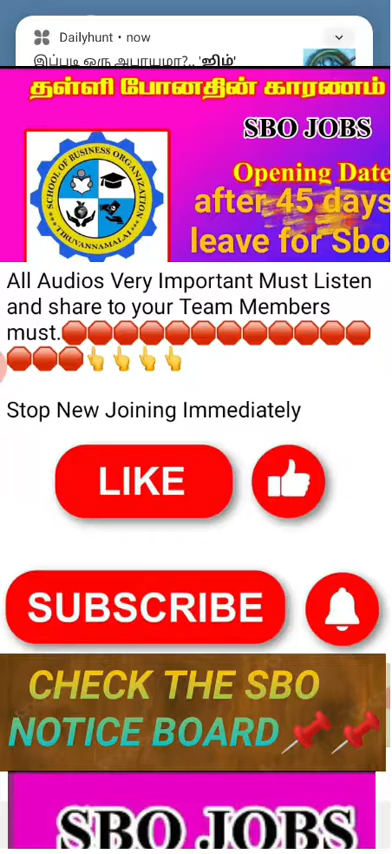 Dailyhunt • now
இப்படி ஒரு அபாயமா?.. 'ஜிம்'
தள்ளி போனதின் காரணம்
SBO JOBS
SCHOOL OF BUSINESS ORGANIZATION
TIRUVANNAMALAI
Opening Date
after 45 days
leave for Sbo
All Audios Very Important Must Listen
and share to your Team Members
must.🛑🛑🛑🛑🛑🛑🛑🛑🛑🛑🛑🛑
🛑🛑🛑👆👆👆👆
Stop New Joining Immediately
LIKE
SUBSCRIBE
CHECK THE SBO
NOTICE BOARD📌📌
SBO JOBS